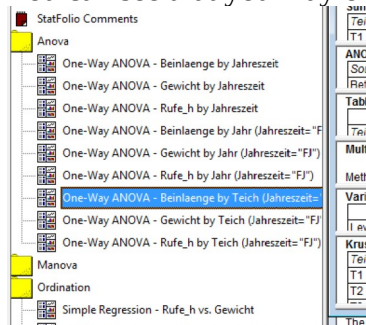 StatFolio Comments
Anova
One-Way ANOVA - Beinlaenge by Jahreszeit
One-Way ANOVA - Gewicht by Jahreszeit
One-Way ANOVA - Rufe_h by Jahreszeit
One-Way ANOVA - Beinlaenge by Jahr (Jahreszeit="F
One-Way ANOVA - Gewicht by Jahr (Jahreszeit="FJ")
One-Way ANOVA - Rufe_h by Jahr (Jahreszeit="FJ")
One-Way ANOVA - Beinlaenge by Teich (Jahreszeit=
One-Way ANOVA - Gewicht by Teich (Jahreszeit="FJ"
One-Way ANOVA - Rufe_h by Teich (Jahreszeit="FJ")
Manova
Ordination
Simple Regression - Rufe_h vs. Gewicht
Tei
T1
ANO
So
Bet
Tabl
Tei
Mult
Meth
Vari
Lev
Krus
Tei
T1
T2
The